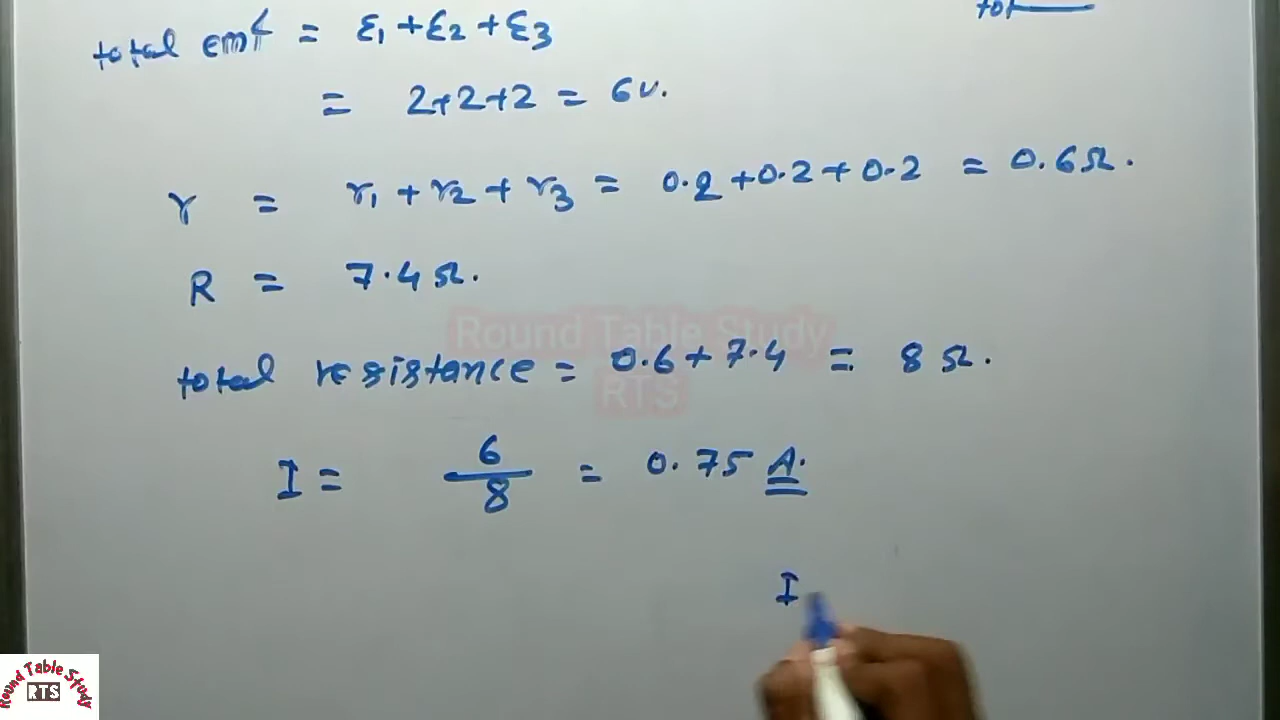 tot
total emf = ε1 + ε2 + ε3
= 2+2+2 = 6v.
r = r1 + r2 + r3 = 0.2 + 0.2 + 0.2 = 0.6Ω.
R = 7.4Ω.
Round Table Study
total resistance = 0.6 + 7.4 = 8Ω.
RTS
I = 6/8 = 0.75 A.
I
Round Table Study
RTS